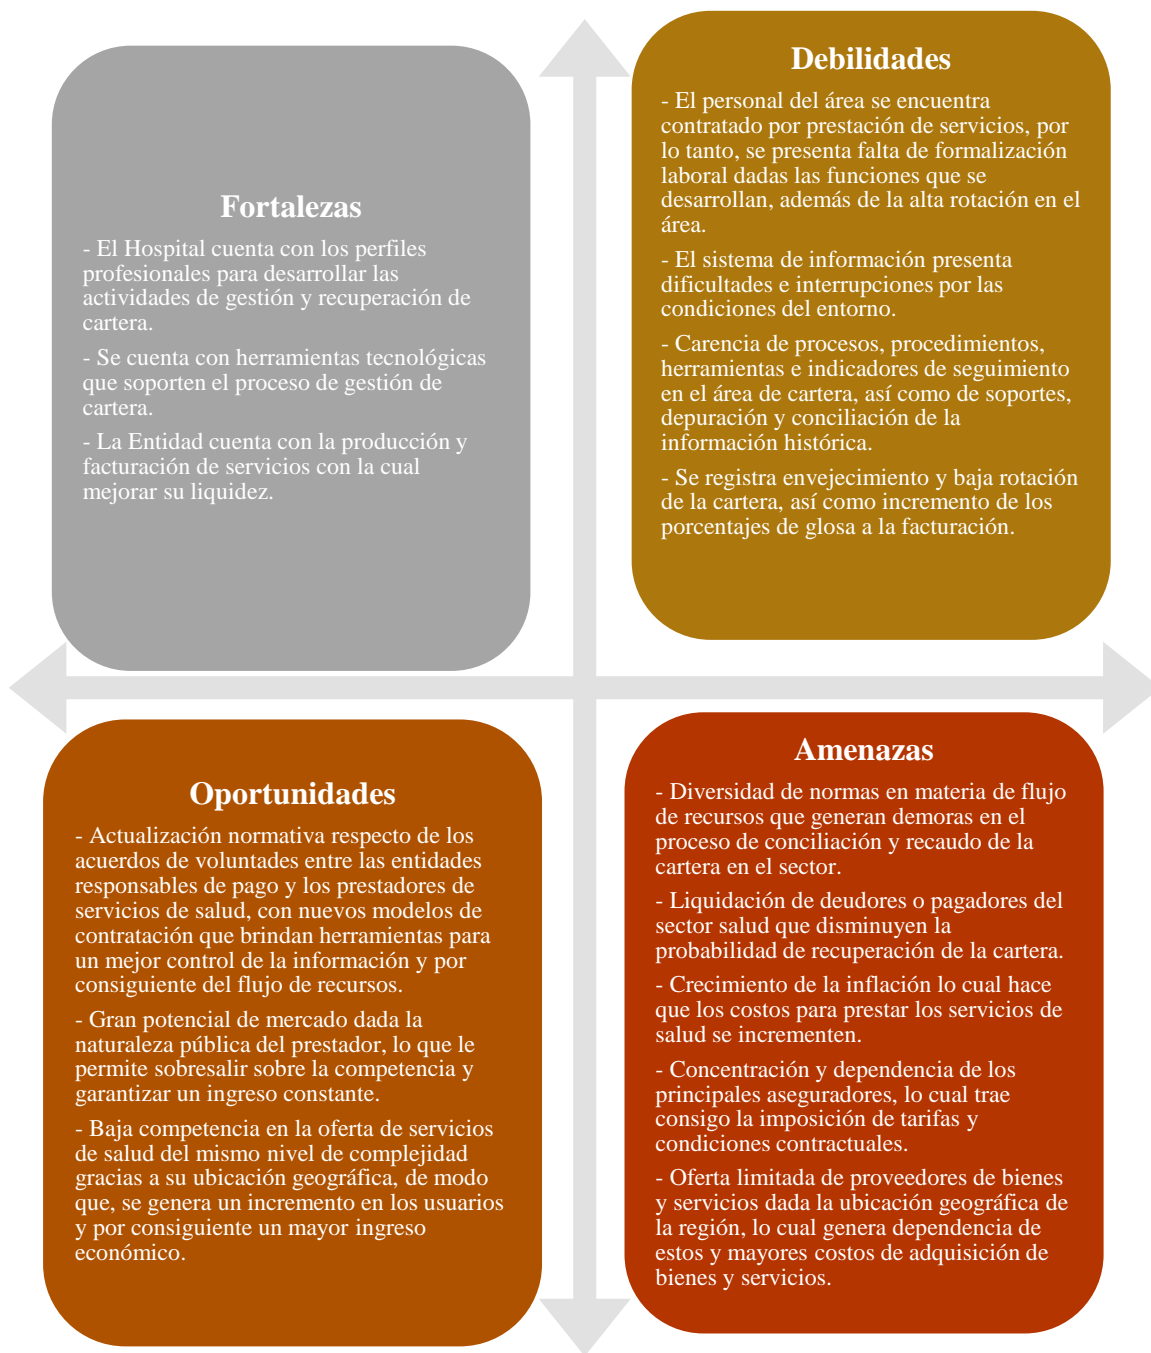 Fortalezas
- El Hospital cuenta con los perfiles
profesionales para desarrollar las
actividades de gestión y recuperación de
cartera.
- Se cuenta con herramientas tecnológicas
que soporten el proceso de gestión de
cartera.
- La Entidad cuenta con la producción y
facturación de servicios con la cual
mejorar su liquidez.
Debilidades
- El personal del área se encuentra
contratado por prestación de servicios, por
lo tanto, se presenta falta de formalización
laboral dadas las funciones que se
desarrollan, además de la alta rotación en el
área.
- El sistema de información presenta
dificultades e interrupciones por las
condiciones del entorno.
- Carencia de procesos, procedimientos,
herramientas e indicadores de seguimiento
en el área de cartera, así como de soportes,
depuración y conciliación de la
información histórica.
- Se registra envejecimiento y baja rotación
de la cartera, así como incremento de los
porcentajes de glosa a la facturación.
Oportunidades
- Actualización normativa respecto de los
acuerdos de voluntades entre las entidades
responsables de pago y los prestadores de
servicios de salud, con nuevos modelos de
contratación que brindan herramientas para
un mejor control de la información y por
consiguiente del flujo de recursos.
- Gran potencial de mercado dada la
naturaleza pública del prestador, lo que le
permite sobresalir sobre la competencia y
garantizar un ingreso constante.
- Baja competencia en la oferta de servicios
de salud del mismo nivel de complejidad
gracias a su ubicación geográfica, de modo
que, se genera un incremento en los usuarios
y por consiguiente un mayor ingreso
económico.
Amenazas
- Diversidad de normas en materia de flujo
de recursos que generan demoras en el
proceso de conciliación y recaudo de la
cartera en el sector.
- Liquidación de deudores o pagadores del
sector salud que disminuyen la
probabilidad de recuperación de la cartera.
- Crecimiento de la inflación lo cual hace
que los costos para prestar los servicios de
salud se incrementen.
- Concentración y dependencia de los
principales aseguradores, lo cual trae
consigo la imposición de tarifas y
condiciones contractuales.
- Oferta limitada de proveedores de bienes
y servicios dada la ubicación geográfica de
la región, lo cual genera dependencia de
estos y mayores costos de adquisición de
bienes y servicios.